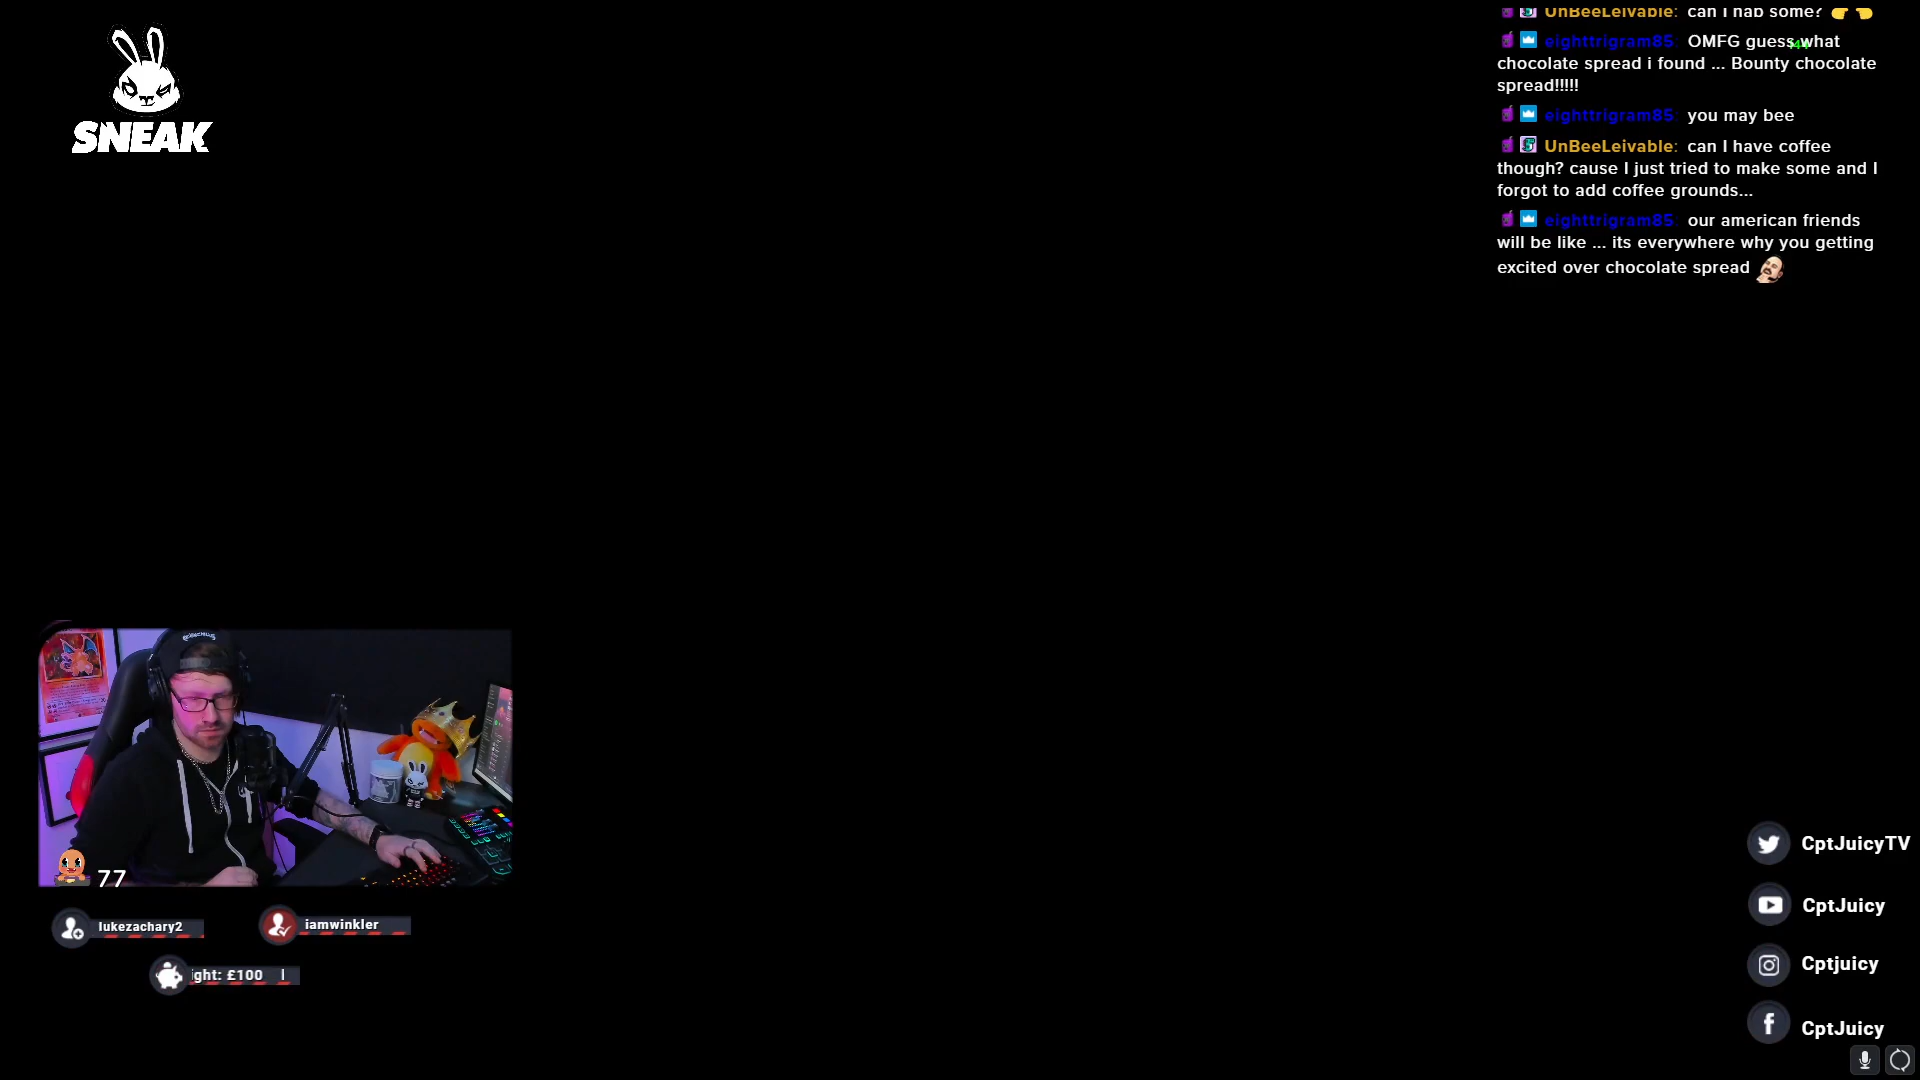 SNEAK
UnBeeLeivable: can I hab some?
eighttrigram85: OMFG guess what
chocolate spread i found ... Bounty chocolate
spread!!!!!
eighttrigram85: you may bee
UnBeeLeivable: can I have coffee
though? cause I just tried to make some and I
forgot to add coffee grounds...
eighttrigram85: our american friends
will be like ... its everywhere why you getting
excited over chocolate spread
77
lukezachary2
iamwinkler
ight: £100 |
CptJuicyTV
CptJuicy
Cptjuicy
CptJuicy